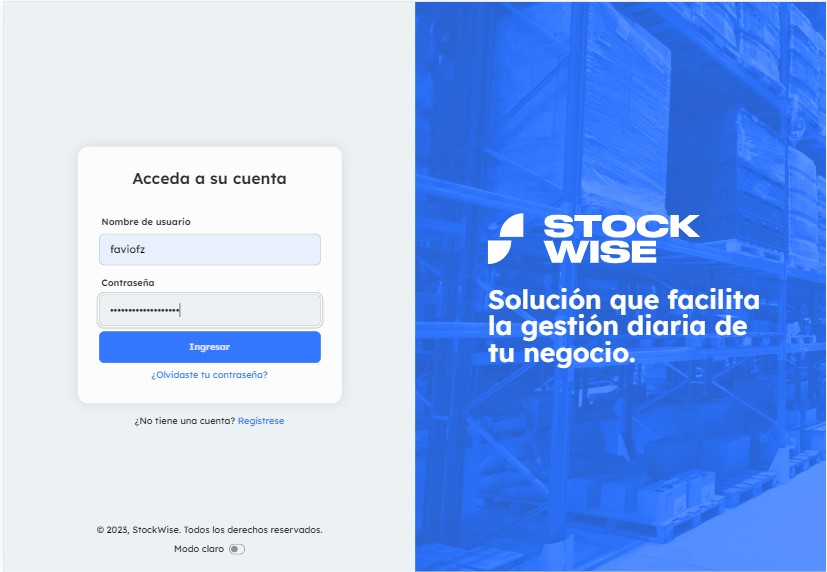 Acceda a su cuenta
Nombre de usuario
faviofz
Contraseña
•••••••••••••••••••
Ingresar
¿Olvidaste tu contraseña?
¿No tiene una cuenta? Registrese
© 2023, StockWise. Todos los derechos reservados.
Modo claro
STOCK
WISE
Solución que facilita
la gestión diaria de
tu negocio.